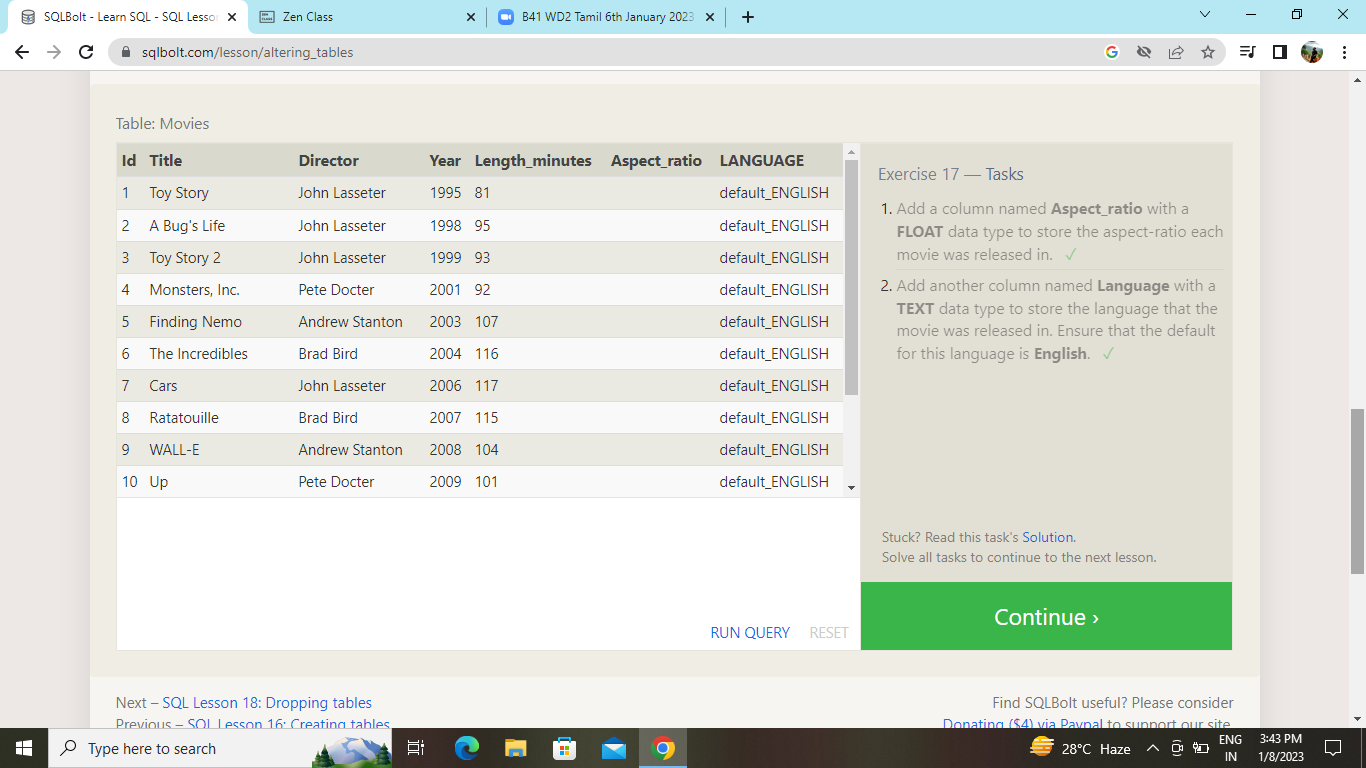 SQLBolt - Learn SQL - SQL Lesson
Zen Class
B41 WD2 Tamil 6th January 2023
sqlbolt.com/lesson/altering_tables
Table: Movies
Id Title Director Year Length_minutes Aspect_ratio LANGUAGE
1 Toy Story John Lasseter 1995 81 default_ENGLISH
2 A Bug's Life John Lasseter 1998 95 default_ENGLISH
3 Toy Story 2 John Lasseter 1999 93 default_ENGLISH
4 Monsters, Inc. Pete Docter 2001 92 default_ENGLISH
5 Finding Nemo Andrew Stanton 2003 107 default_ENGLISH
6 The Incredibles Brad Bird 2004 116 default_ENGLISH
7 Cars John Lasseter 2006 117 default_ENGLISH
8 Ratatouille Brad Bird 2007 115 default_ENGLISH
9 WALL-E Andrew Stanton 2008 104 default_ENGLISH
10 Up Pete Docter 2009 101 default_ENGLISH
RUN QUERY RESET
Exercise 17 — Tasks
1. Add a column named Aspect_ratio with a
FLOAT data type to store the aspect-ratio each
movie was released in. ✓
2. Add another column named Language with a
TEXT data type to store the language that the
movie was released in. Ensure that the default
for this language is English. ✓
Stuck? Read this task's Solution.
Solve all tasks to continue to the next lesson.
Continue ›
Next – SQL Lesson 18: Dropping tables
Previous – SQL Lesson 16: Creating tables
Find SQLBolt useful? Please consider
Donating ($4) via Paypal to support our site.
Type here to search
28°C Haze
ENG
IN
3:43 PM
1/8/2023